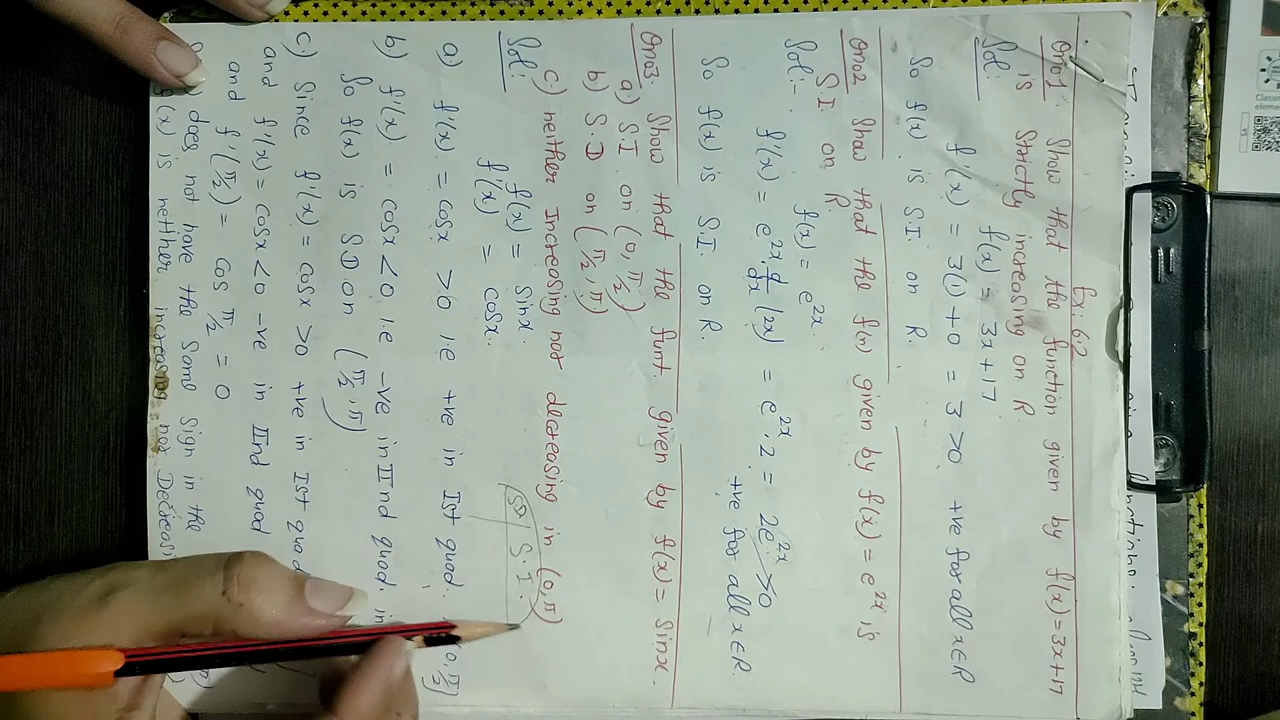 Ex: 6.2
Qno1: Show that the function given by f(x) = 3x+17
is Strictly increasing on R
Sol: f(x) = 3x+17
f'(x) = 3(1) + 0 = 3 > 0 +ve for all x∈R
So f(x) is S.I. on R.
Qno2 Show that the f(n) given by f(x) = e^2x is
S I. on R
Sol:- f(x) = e^2x
f'(x) = e^2x. d/dx (2x) = e^2x . 2 = 2e^2x > 0
+ve for all x∈R
So f(x) is S.I. on R.
Qno3. Show that the funt. given by f(x) = Sinx.
a.) S I on (0, π/2)
b) S.D on (π/2, π)
c.) neither Increasing not decreasing in (0, π)
Sol:- f(x) = Sinx.
f'(x) = cosx.
SD S.I.
a) f'(x) = cosx > 0 i.e +ve in Ist quad. (0, π/2)
b) f'(x) = cosx < 0 i.e -ve in IInd quad. in
So f(x) is S.D on (π/2, π)
c.) Since f'(x) = cosx > 0 +ve in Ist quad
and f'(x) = cosx < 0 -ve in IInd quad
and f'(π/2) = cos π/2 = 0
does not have the Same Sign in the
f(x) is neither increasing not